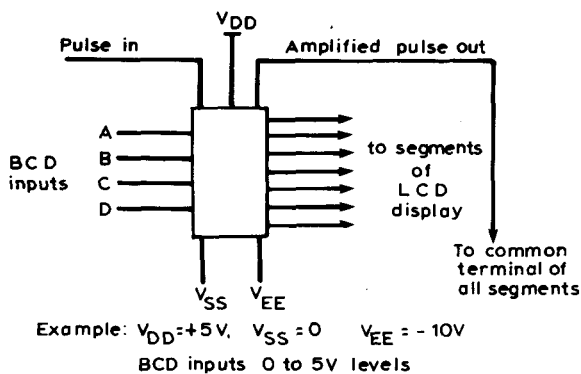 V_DD
Pulse in
Amplified pulse out
A
B
C
D
BCD
inputs
to segments
of
LCD
display
To common
terminal of
all segments
V_SS
V_EE
Example: V_DD=+5V, V_SS=0 V_EE=-10V
BCD inputs 0 to 5V levels